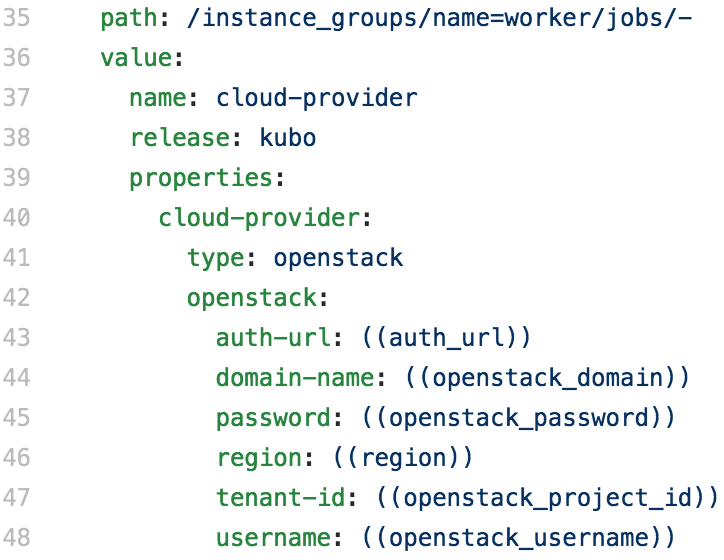 35 path: /instance_groups/name=worker/jobs/-
36 value:
37 name: cloud-provider
38 release: kubo
39 properties:
40 cloud-provider:
41 type: openstack
42 openstack:
43 auth-url: ((auth_url))
44 domain-name: ((openstack_domain))
45 password: ((openstack_password))
46 region: ((region))
47 tenant-id: ((openstack_project_id))
48 username: ((openstack_username))